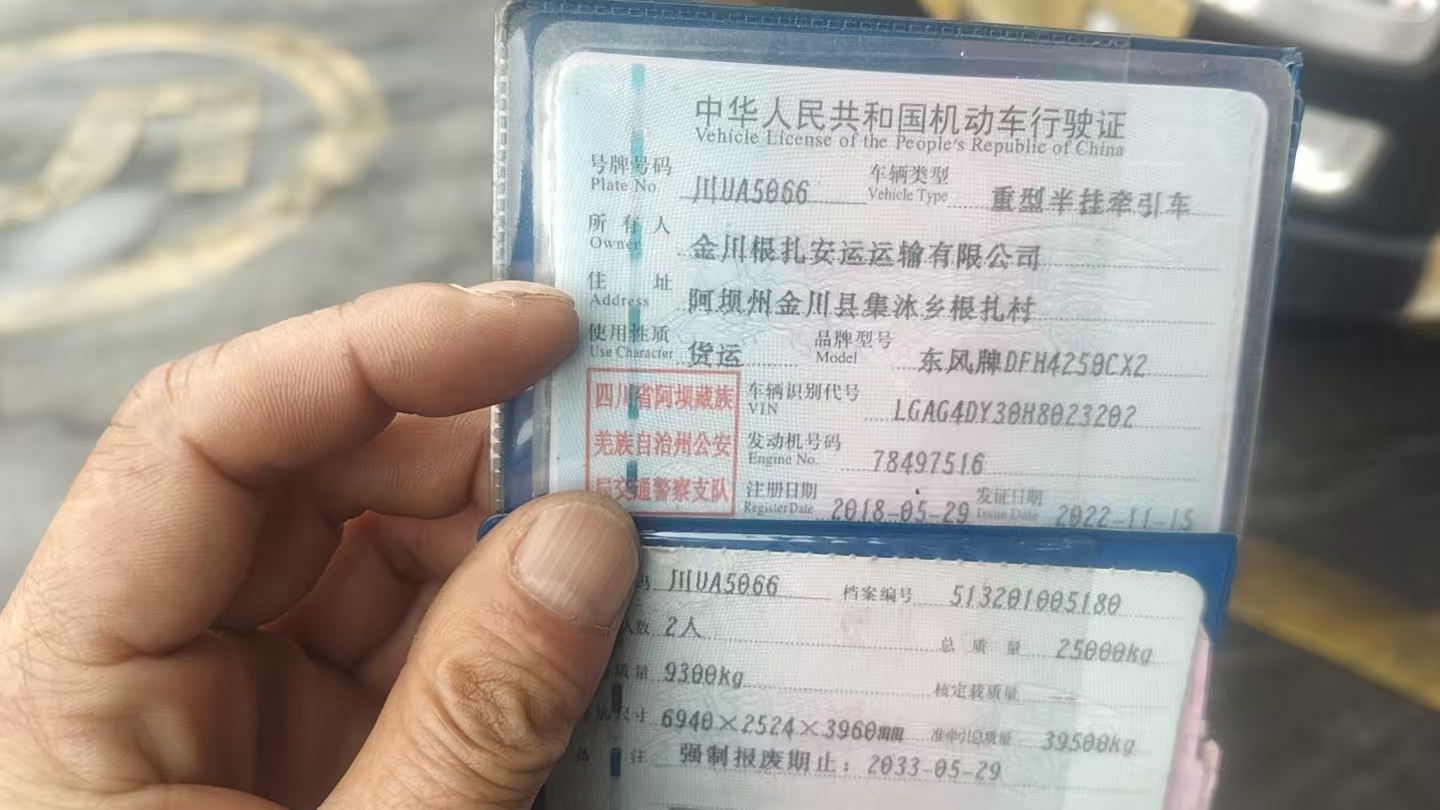 中华人民共和国机动车行驶证
Vehicle License of the People's Republic of China
号牌号码 川UA5066 车辆类型 重型半挂牵引车
Plate No. Vehicle Type
所有人 金川根扎安运运输有限公司
Owner
住址 阿坝州金川县集沐乡根扎村
Address
使用性质 货运 品牌型号 东风牌DFH4250CX2
Use Character Model
四川省阿坝藏族
羌族自治州公安
局交通警察支队
车辆识别代号 LGAG4DY30H8023202
VIN
发动机号码 78497516
Engine No.
注册日期 2018-05-29 发证日期 2022-11-15
Register Date Issue Date
码 川UA5066 档案编号 513201005180
人数 2人 总质量 25000kg
质量 9300kg 核定载质量 --
尺寸 6940×2524×3960mm 准牵引总质量 39500kg
备注 强制报废期止：2033-05-29